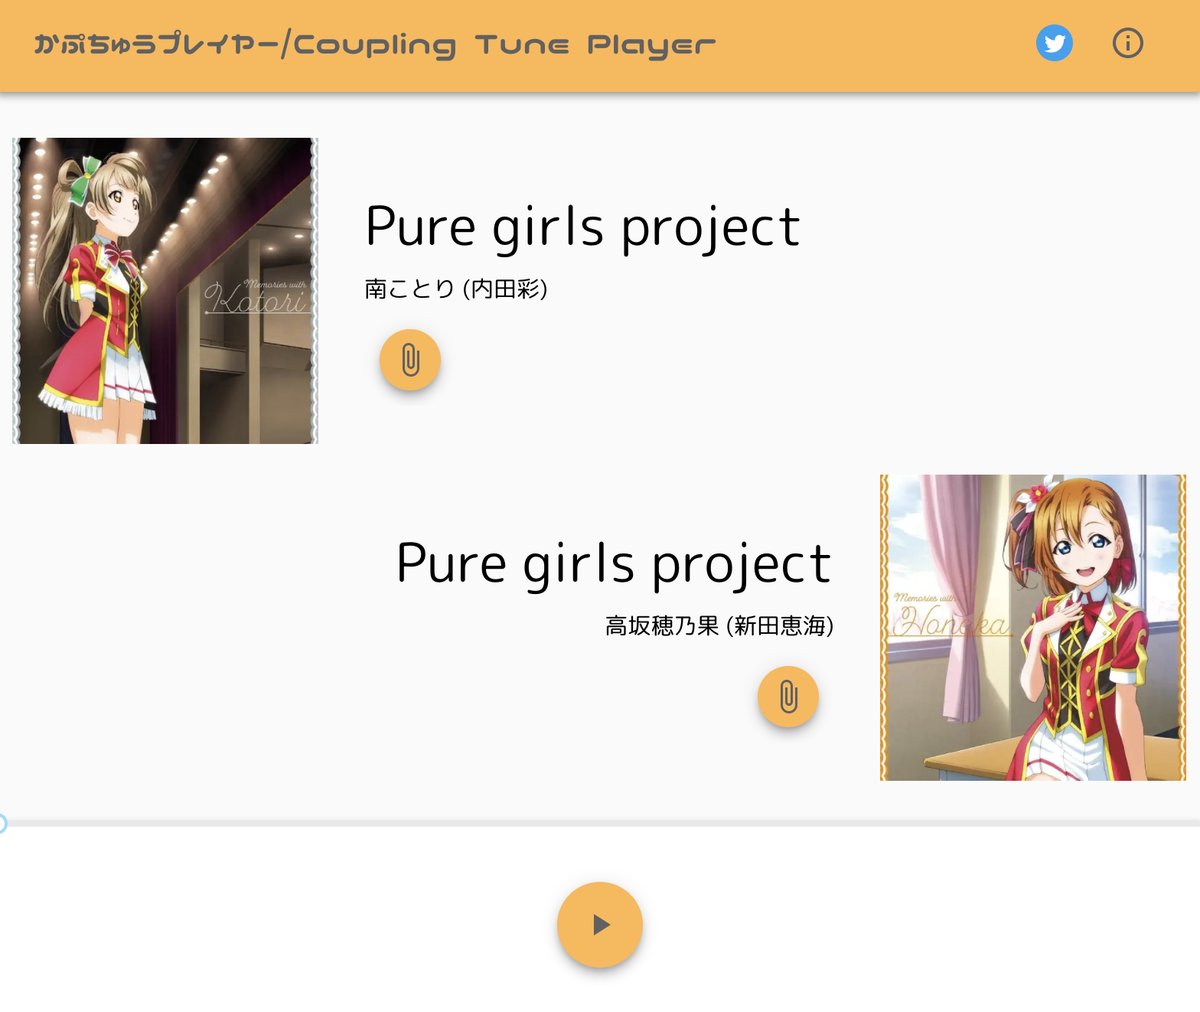 かぷちゅうプレイヤー/Coupling Tune Player
Pure girls project
南ことり (内田彩)
Memories with
Kotori
Pure girls project
高坂穂乃果 (新田恵海)
Memories with
Honoka